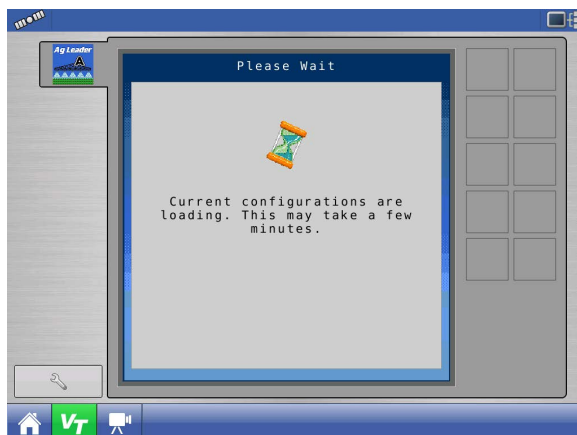 Ag Leader
Please Wait
Current configurations are
loading. This may take a few
minutes.
VT